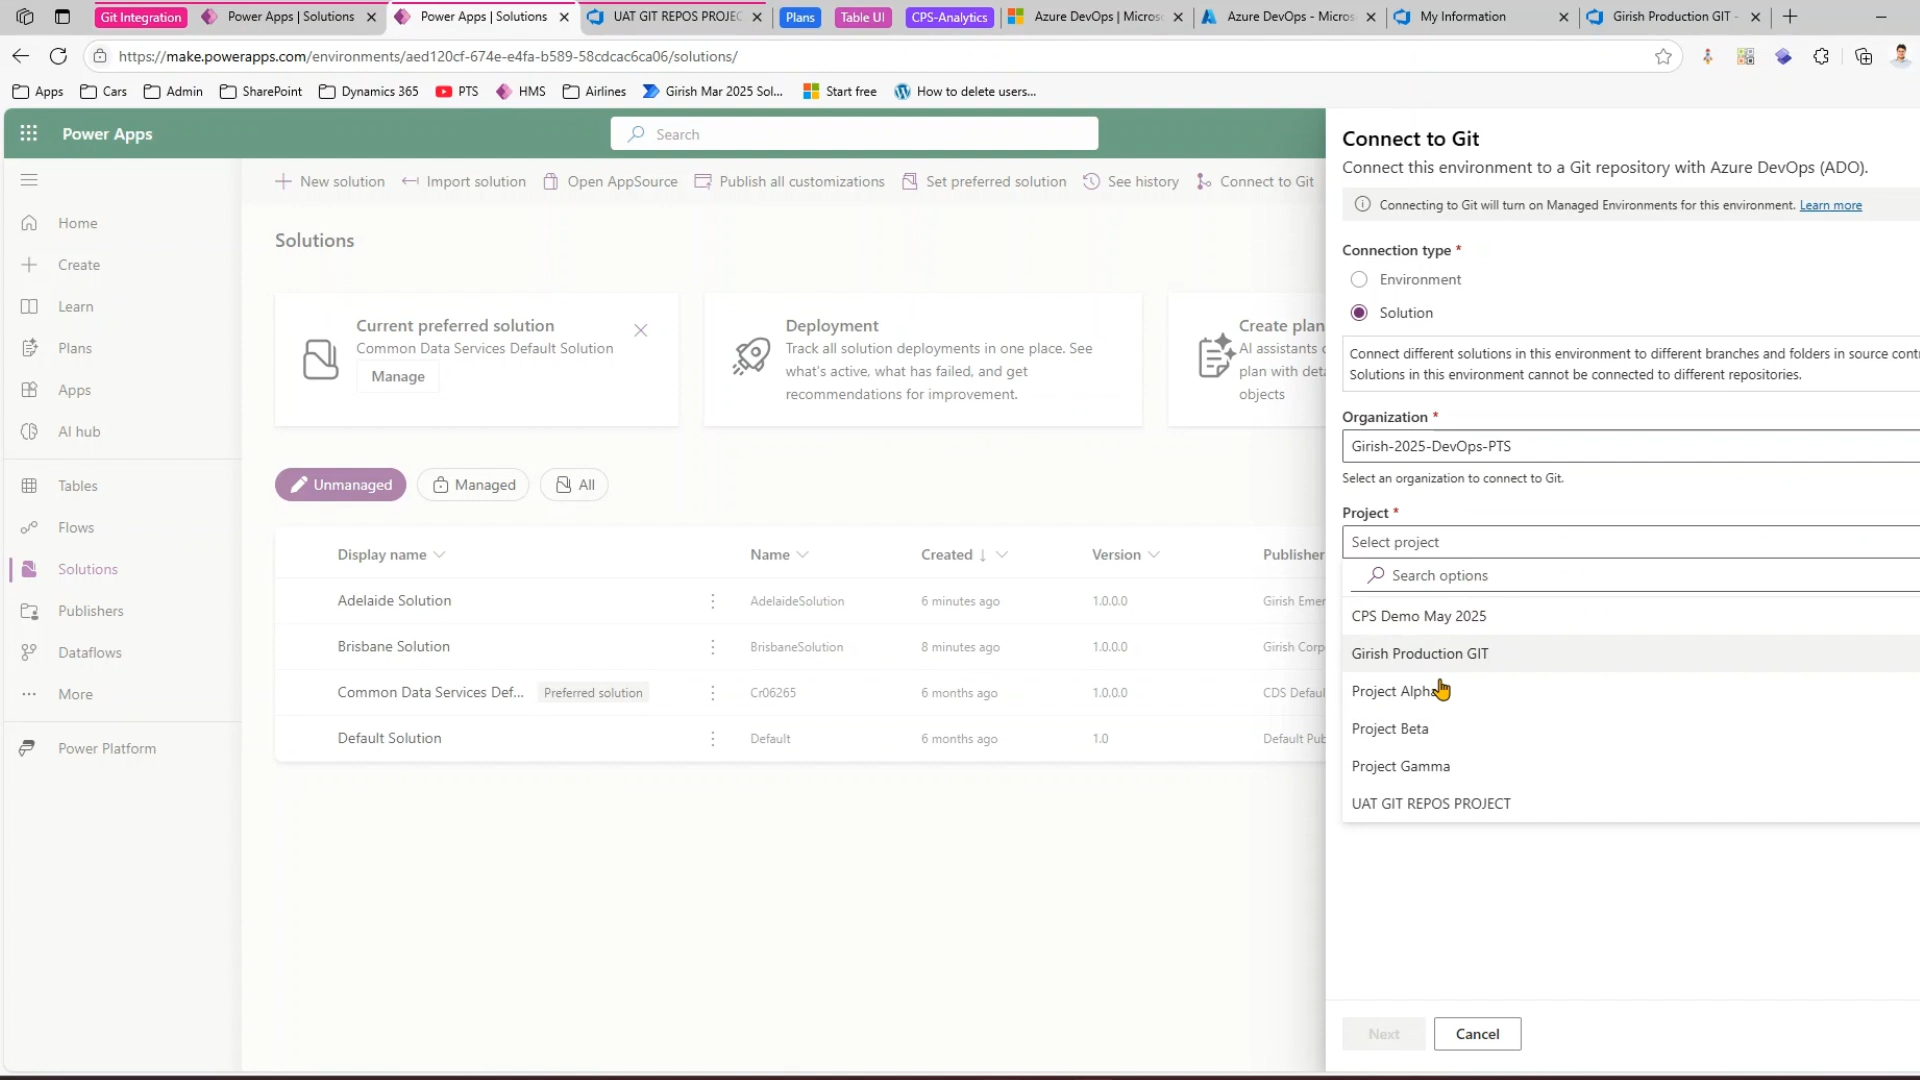 Git Integration
Power Apps | Solutions
Power Apps | Solutions
UAT GIT REPOS PROJEC
Plans
Table UI
CPS-Analytics
Azure DevOps | Micros
Azure DevOps - Micros
My Information
Girish Production GIT -
https://make.powerapps.com/environments/aed120cf-674e-e4fa-b589-58cdcac6ca06/solutions/
Apps
Cars
Admin
SharePoint
Dynamics 365
PTS
HMS
Airlines
Girish Mar 2025 Sol...
Start free
How to delete users...
Power Apps
Search
New solution
Import solution
Open AppSource
Publish all customizations
Set preferred solution
See history
Connect to Git
Home
Create
Learn
Plans
Apps
AI hub
Tables
Flows
Solutions
Publishers
Dataflows
More
Power Platform
Solutions
Current preferred solution
Common Data Services Default Solution
Manage
Deployment
Track all solution deployments in one place. See
what's active, what has failed, and get
recommendations for improvement.
Create plan
AI assistants
plan with deta
objects
Unmanaged
Managed
All
Display name
Name
Created
Version
Publisher
Adelaide Solution
AdelaideSolution
6 minutes ago
1.0.0.0
Girish Emer
Brisbane Solution
BrisbaneSolution
8 minutes ago
1.0.0.0
Girish Corp
Common Data Services Def...
Preferred solution
Cr06265
6 months ago
1.0.0.0
CDS Defaul
Default Solution
Default
6 months ago
1.0
Default Pub
Connect to Git
Connect this environment to a Git repository with Azure DevOps (ADO).
Connecting to Git will turn on Managed Environments for this environment. Learn more
Connection type *
Environment
Solution
Connect different solutions in this environment to different branches and folders in source contr
Solutions in this environment cannot be connected to different repositories.
Organization *
Girish-2025-DevOps-PTS
Select an organization to connect to Git.
Project *
Select project
Search options
CPS Demo May 2025
Girish Production GIT
Project Alpha
Project Beta
Project Gamma
UAT GIT REPOS PROJECT
Next
Cancel